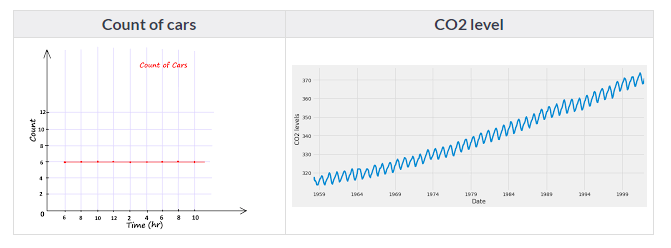 Count of cars
CO2 level
Count of Cars
Count
12
10
8
6
4
2
0
6 8 10 12 2 4 6 8 10
Time (hr)
CO2 levels
370
360
350
340
330
320
1959 1964 1969 1974 1979 1984 1989 1994 1999
Date